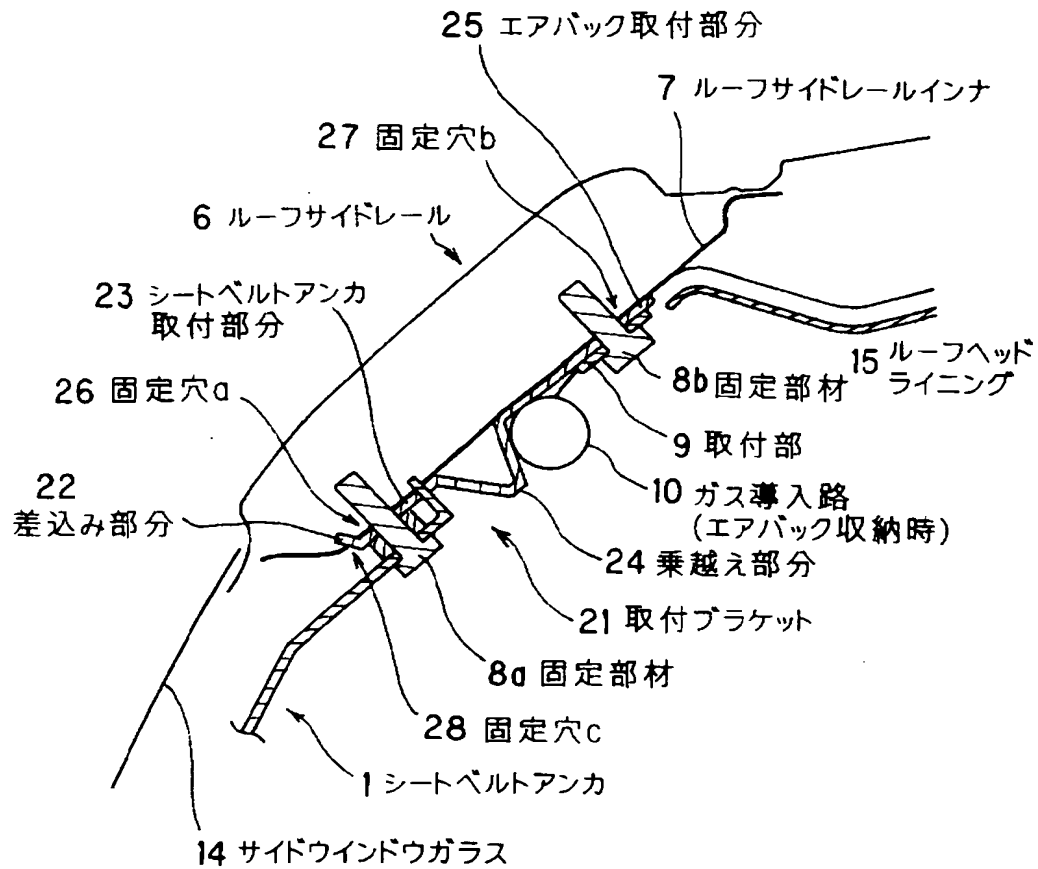 25 エアバック取付部分
7 ルーフサイドレールインナ
27 固定穴b
6 ルーフサイドレール
23 シートベルトアンカ
取付部分
26 固定穴a
22
差込み部分
15 ルーフヘッド
ライニング
8b固定部材
9 取付部
10 ガス導入路
(エアバック収納時)
24 乗越え部分
21 取付ブラケット
8a 固定部材
28 固定穴c
1 シートベルトアンカ
14 サイドウインドウガラス